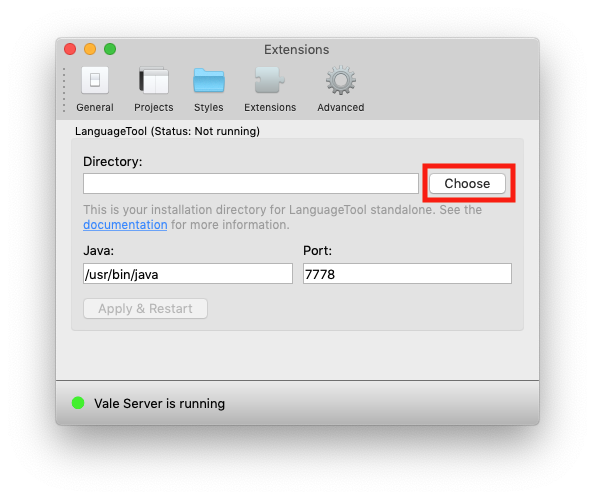 Extensions
General Projects Styles Extensions Advanced
LanguageTool (Status: Not running)
Directory:
Choose
This is your installation directory for LanguageTool standalone. See the
documentation for more information.
Java: Port:
/usr/bin/java 7778
Apply & Restart
Vale Server is running